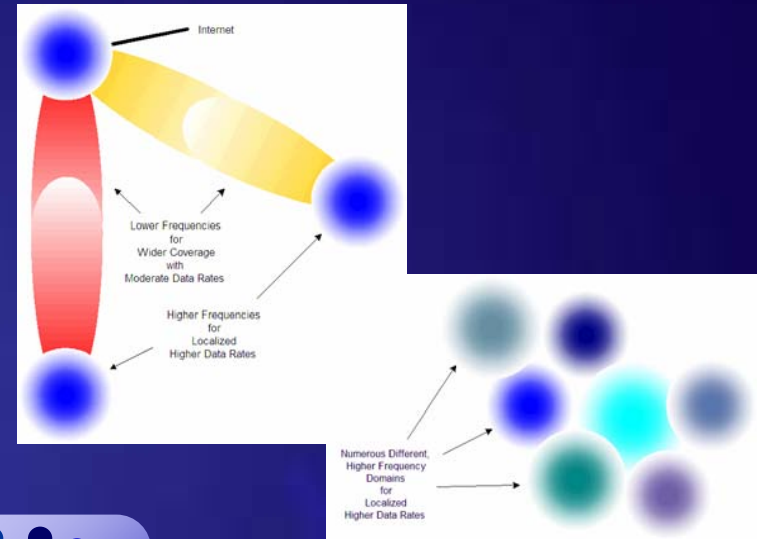 Internet
Lower Frequencies
for
Wider Coverage
with
Moderate Data Rates
Higher Frequencies
for
Localized
Higher Data Rates
Numerous Different,
Higher Frequency
Domains
for
Localized
Higher Data Rates